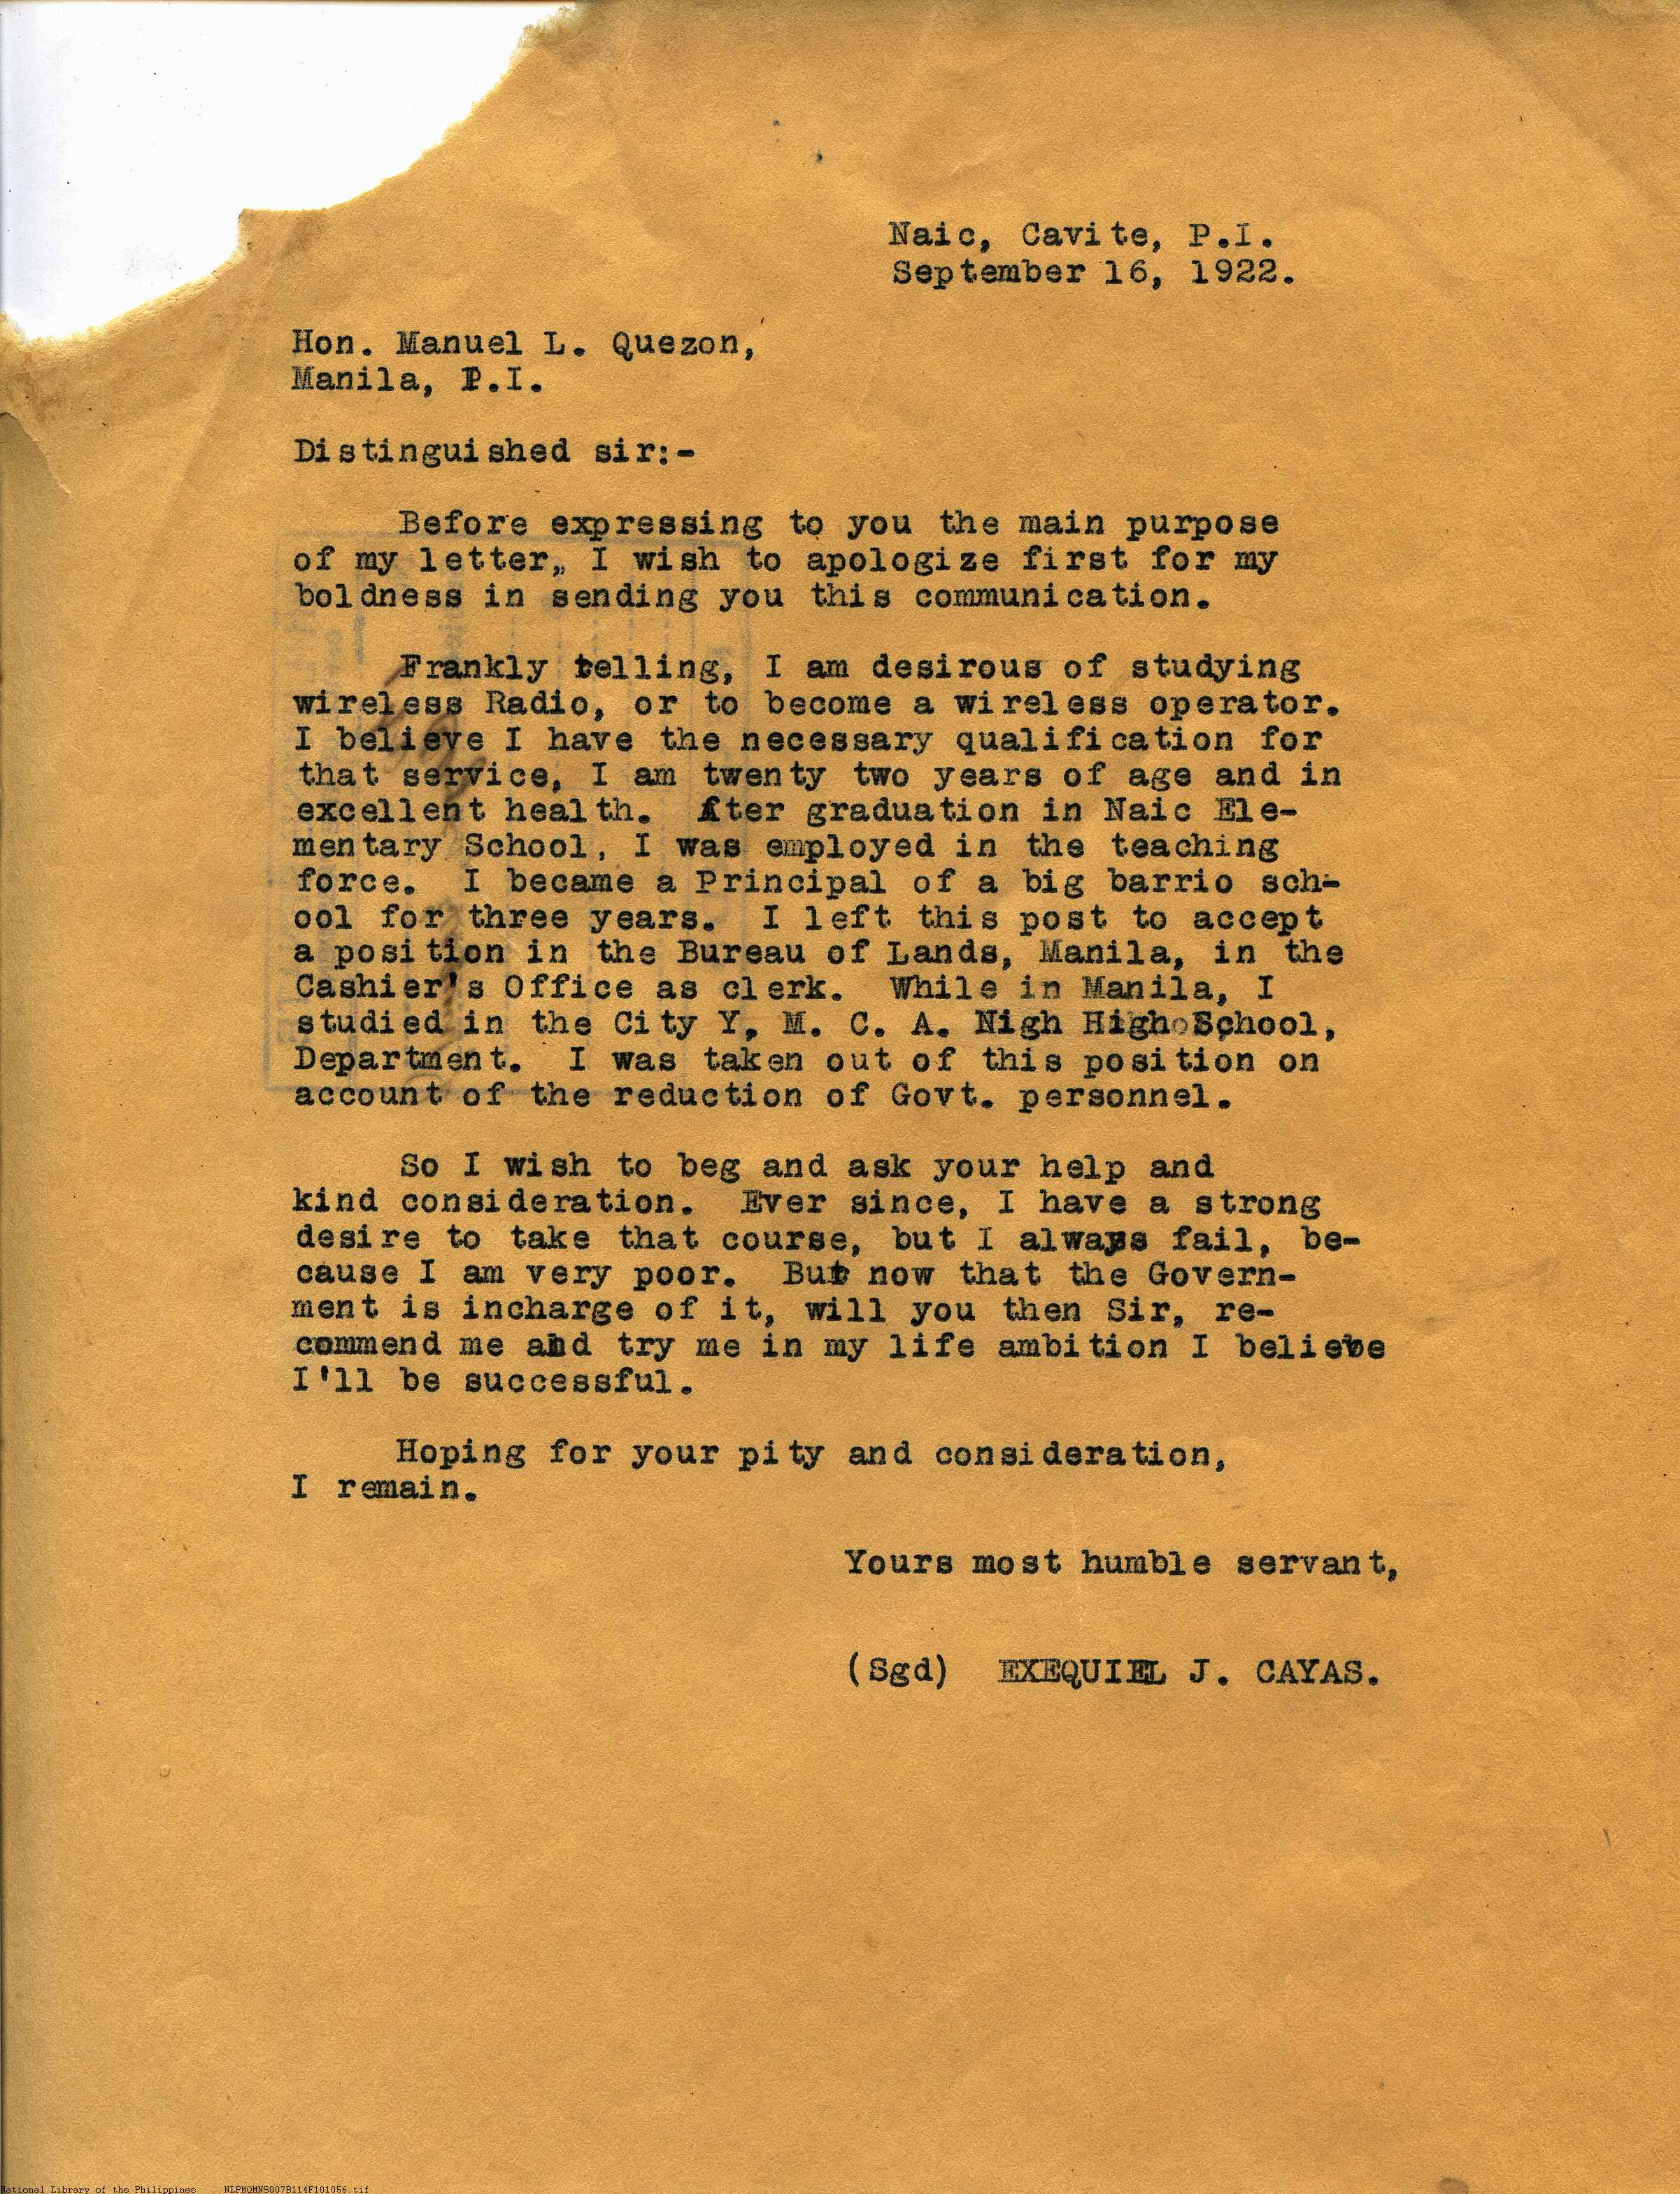 Naic, Cavite, P.I.
September 16, 1922.
Hon. Manuel L. Quezon,
Manila, P.I.
Distinguished sir:-
Before expressing to you the main purpose
of my letter,, I wish to apologize first for my
boldness in sending you this communication.
Frankly telling, I am desirous of studying
wireless Radio, or to become a wireless operator.
I believe I have the necessary qualification for
that service, I am twenty two years of age and in
excellent health. After graduation in Naic Ele-
mentary School, I was employed in the teaching
force. I became a Principal of a big barrio sch-
ool for three years. I left this post to accept
a position in the Bureau of Lands, Manila, in the
Cashier's Office as clerk. While in Manila, I
studied in the City Y, M. C. A. Nigh High School,
Department. I was taken out of this position on
account of the reduction of Govt. personnel.
So I wish to beg and ask your help and
kind consideration. Ever since, I have a strong
desire to take that course, but I always fail, be-
cause I am very poor. But now that the Govern-
ment is incharge of it, will you then Sir, re-
commend me and try me in my life ambition I believe
I'll be successful.
Hoping for your pity and consideration,
I remain.
Yours most humble servant,
(Sgd) EXEQUIEL J. CAYAS.
National Library of the Philippines NLPMQMNS007B114F101056.tif